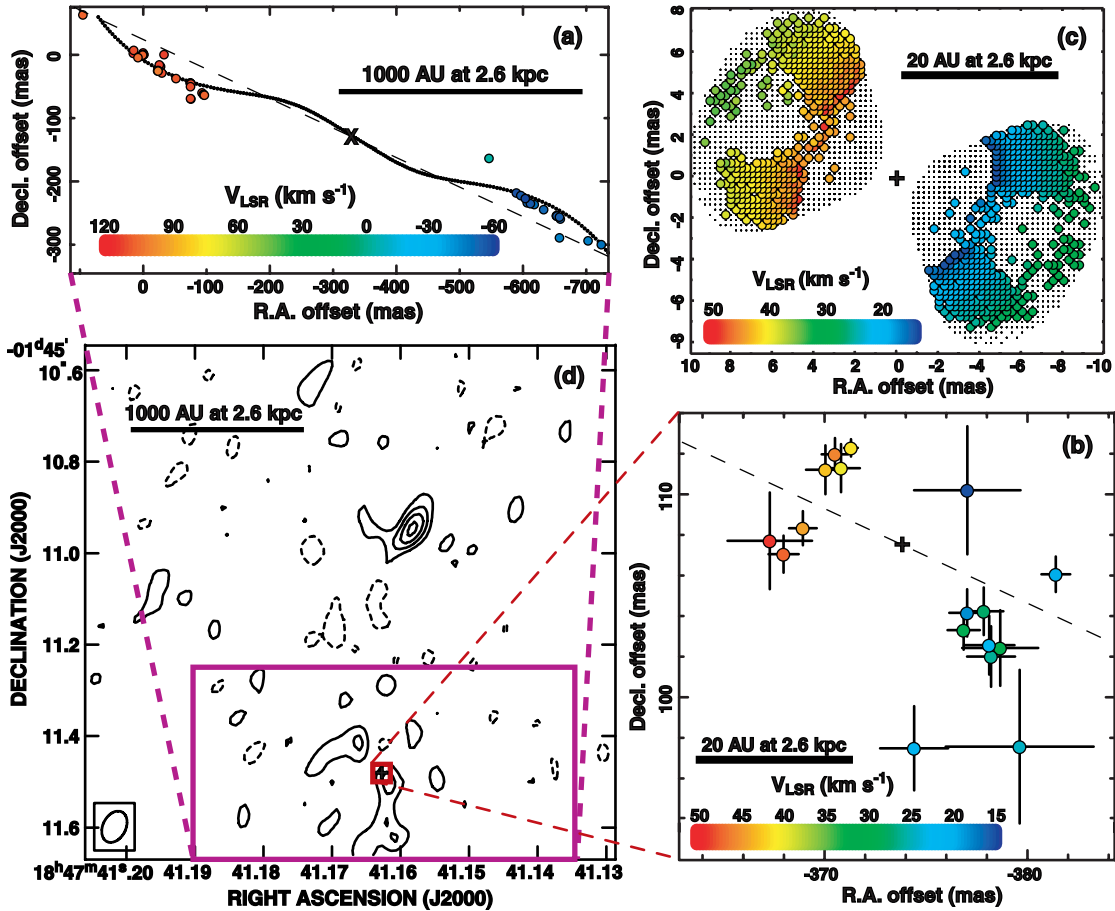 (a)
1000 AU at 2.6 kpc
X
V_LSR (km s⁻¹)
120 90 60 30 0 -30 -60
Decl. offset (mas)
0
-100
-200
-300
0 -100 -200 -300 -400 -500 -600 -700
R.A. offset (mas)
(c)
20 AU at 2.6 kpc
V_LSR (km s⁻¹)
50 40 30 20
Decl. offset (mas)
8
6
4
2
0
-2
-4
-6
-8
10 8 6 4 2 0 -2 -4 -6 -8 -10
R.A. offset (mas)
(d)
1000 AU at 2.6 kpc
DECLINATION (J2000)
-01ᵈ45'
10".6
10.8
11.0
11.2
11.4
11.6
18ʰ47ᵐ41ˢ.20 41.19 41.18 41.17 41.16 41.15 41.14 41.13
RIGHT ASCENSION (J2000)
(b)
Decl. offset (mas)
110
100
20 AU at 2.6 kpc
V_LSR (km s⁻¹)
50 45 40 35 30 25 20 15
-370 -380
R.A. offset (mas)